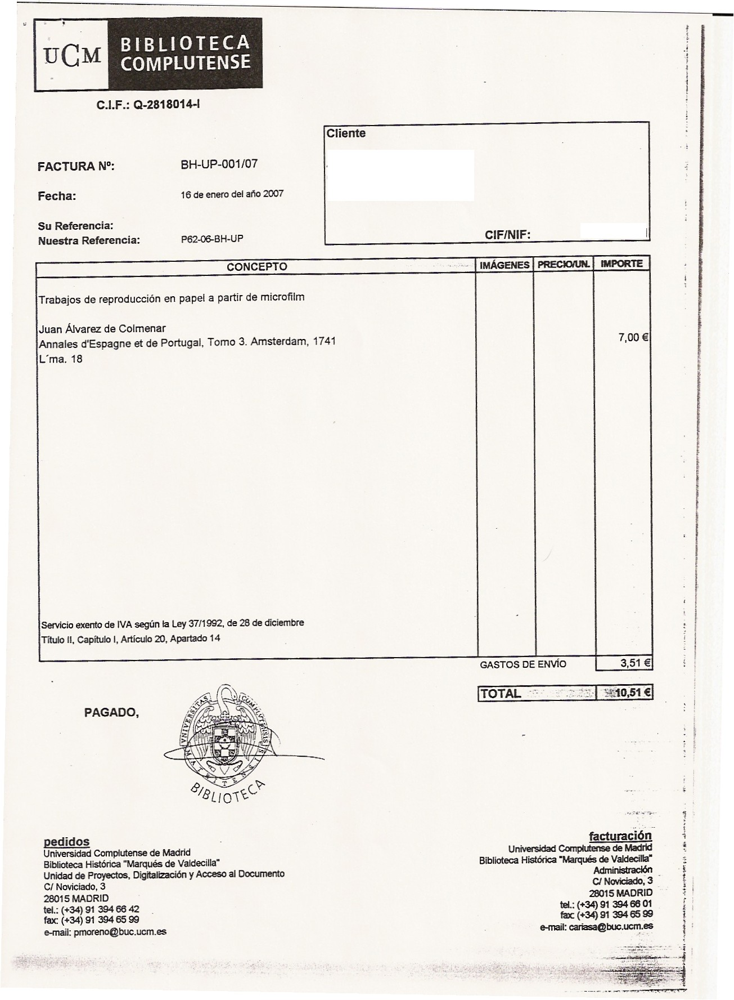 UCM
BIBLIOTECA
COMPLUTENSE
C.I.F.: Q-2818014-I
Cliente
FACTURA Nº: BH-UP-001/07
Fecha: 16 de enero del año 2007
Su Referencia:
Nuestra Referencia: P62-06-BH-UP
CIF/NIF:
CONCEPTO IMÁGENES PRECIO/UN. IMPORTE
Trabajos de reproducción en papel a partir de microfilm
Juan Álvarez de Colmenar
Annales d'Espagne et de Portugal, Tomo 3. Amsterdam, 1741 7,00 €
L´ma. 18
Servicio exento de IVA según la Ley 37/1992, de 28 de diciembre
Título II, Capítulo I, Artículo 20, Apartado 14
GASTOS DE ENVÍO 3,51 €
TOTAL 10,51 €
PAGADO,
VNIVERSITAS COMPLVTENSIS
MATRITENSIS
BIBLIOTECA
pedidos
Universidad Complutense de Madrid
Biblioteca Histórica "Marqués de Valdecilla"
Unidad de Proyectos, Digitalización y Acceso al Documento
C/ Noviciado, 3
28015 MADRID
tel.: (+34) 91 394 66 42
fax: (+34) 91 394 65 99
e-mail: pmoreno@buc.ucm.es
facturación
Universidad Complutense de Madrid
Biblioteca Histórica "Marqués de Valdecilla"
Administración
C/ Noviciado, 3
28015 MADRID
tel.: (+34) 91 394 66 01
fax: (+34) 91 394 65 99
e-mail: cariasa@buc.ucm.es